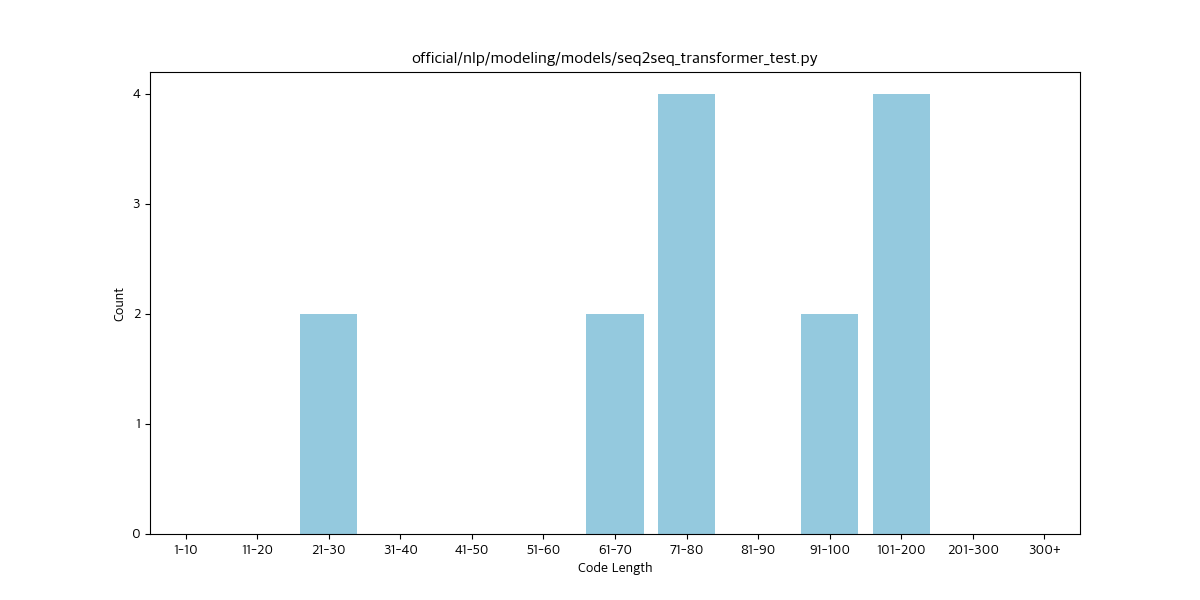 official/nlp/modeling/models/seq2seq_transformer_test.py
4
3
2
1
0
Count
1-10 11-20 21-30 31-40 41-50 51-60 61-70 71-80 81-90 91-100 101-200 201-300 300+
Code Length